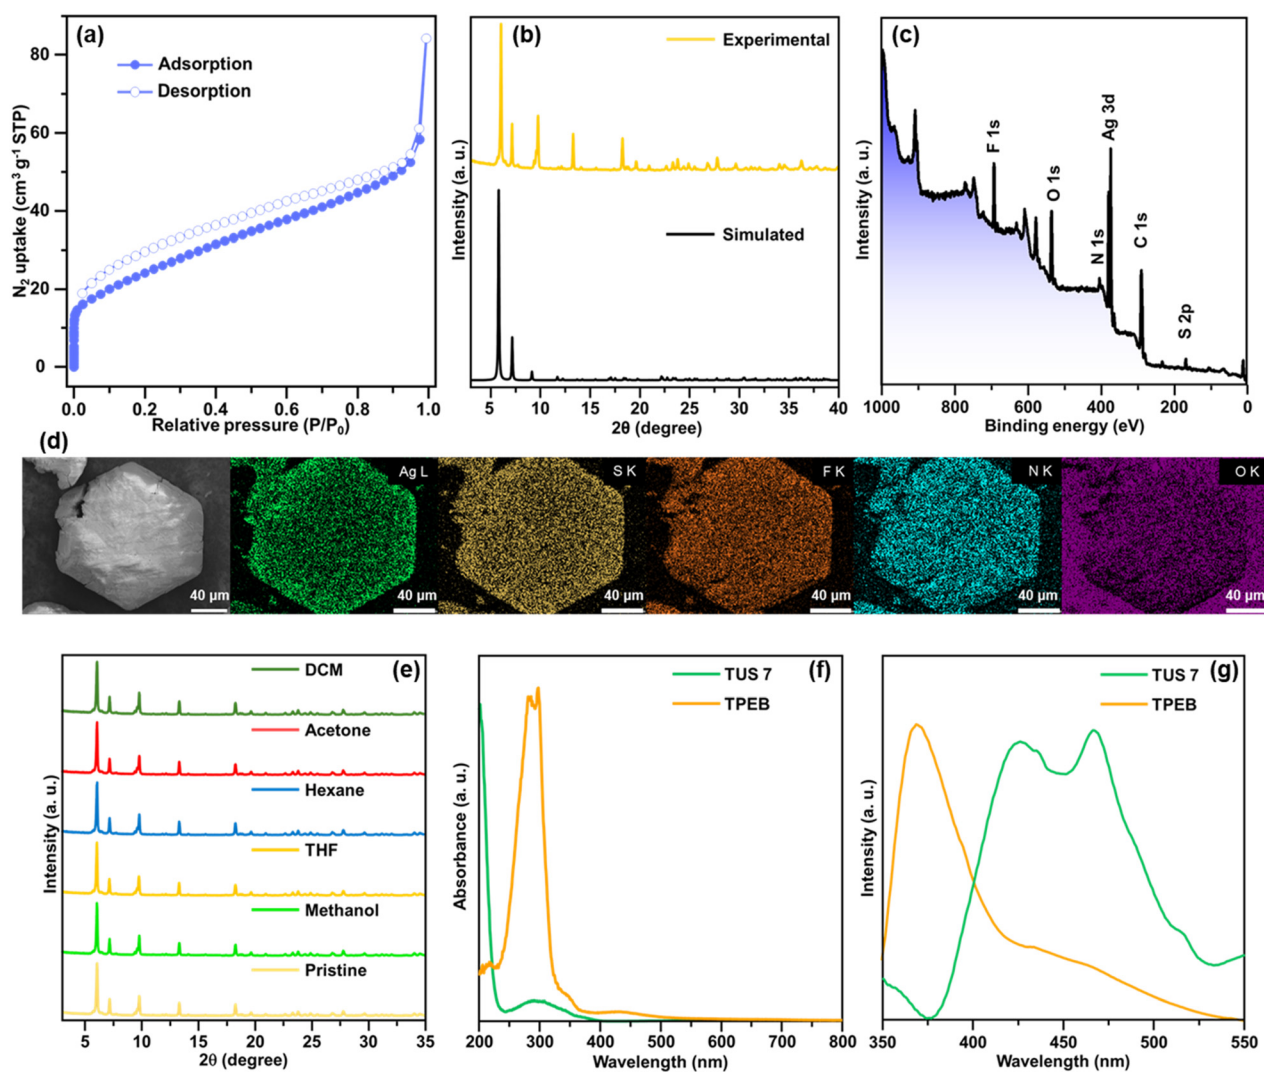 (a)
Adsorption
Desorption
N₂ uptake (cm³ g⁻¹ STP)
80
60
40
20
0
0.0 0.2 0.4 0.6 0.8 1.0
Relative pressure (P/P₀)
(b)
Experimental
Simulated
Intensity (a. u.)
5 10 15 20 25 30 35 40
2θ (degree)
(c)
F 1s
O 1s
N 1s
Ag 3d
C 1s
S 2p
Intensity (a. u.)
1000 800 600 400 200 0
Binding energy (eV)
(d)
Ag L
S K
F K
N K
O K
40 µm
40 µm
40 µm
40 µm
40 µm
40 µm
(e)
DCM
Acetone
Hexane
THF
Methanol
Pristine
Intensity (a. u.)
5 10 15 20 25 30 35
2θ (degree)
(f)
TUS 7
TPEB
Absorbance (a. u.)
200 300 400 500 600 700 800
Wavelength (nm)
(g)
TUS 7
TPEB
Intensity (a. u.)
350 400 450 500 550
Wavelength (nm)